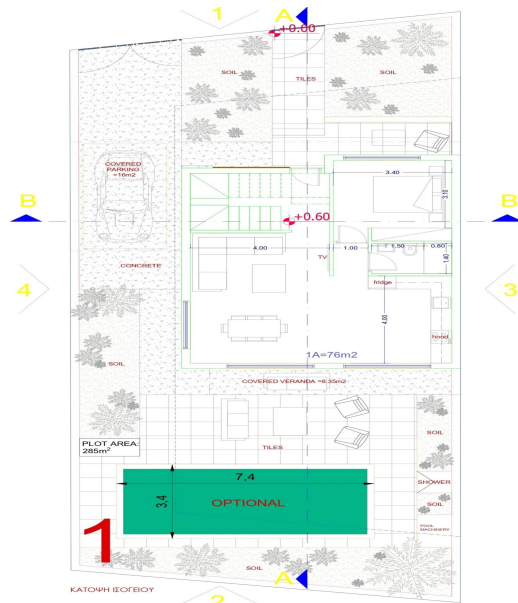 1
A
+0.00
SOIL
TILES
SOIL
COVERED
PARKING
=16m2
3.40
3.10
B
B
+0.60
4.00
1.00
1.50
0.80
1.40
TV
CONCRETE
4
3
fridge
4.00
hood
1A=76m2
SOIL
COVERED VERANDA =8.35m2
SOIL
PLOT AREA:
285m²
TILES
7,4
SHOWER
3,4
OPTIONAL
SOIL
POOL
MACHINERY
1
SOIL
A
ΚΑΤΟΨΗ ΙΣΟΓΕΙΟΥ
2